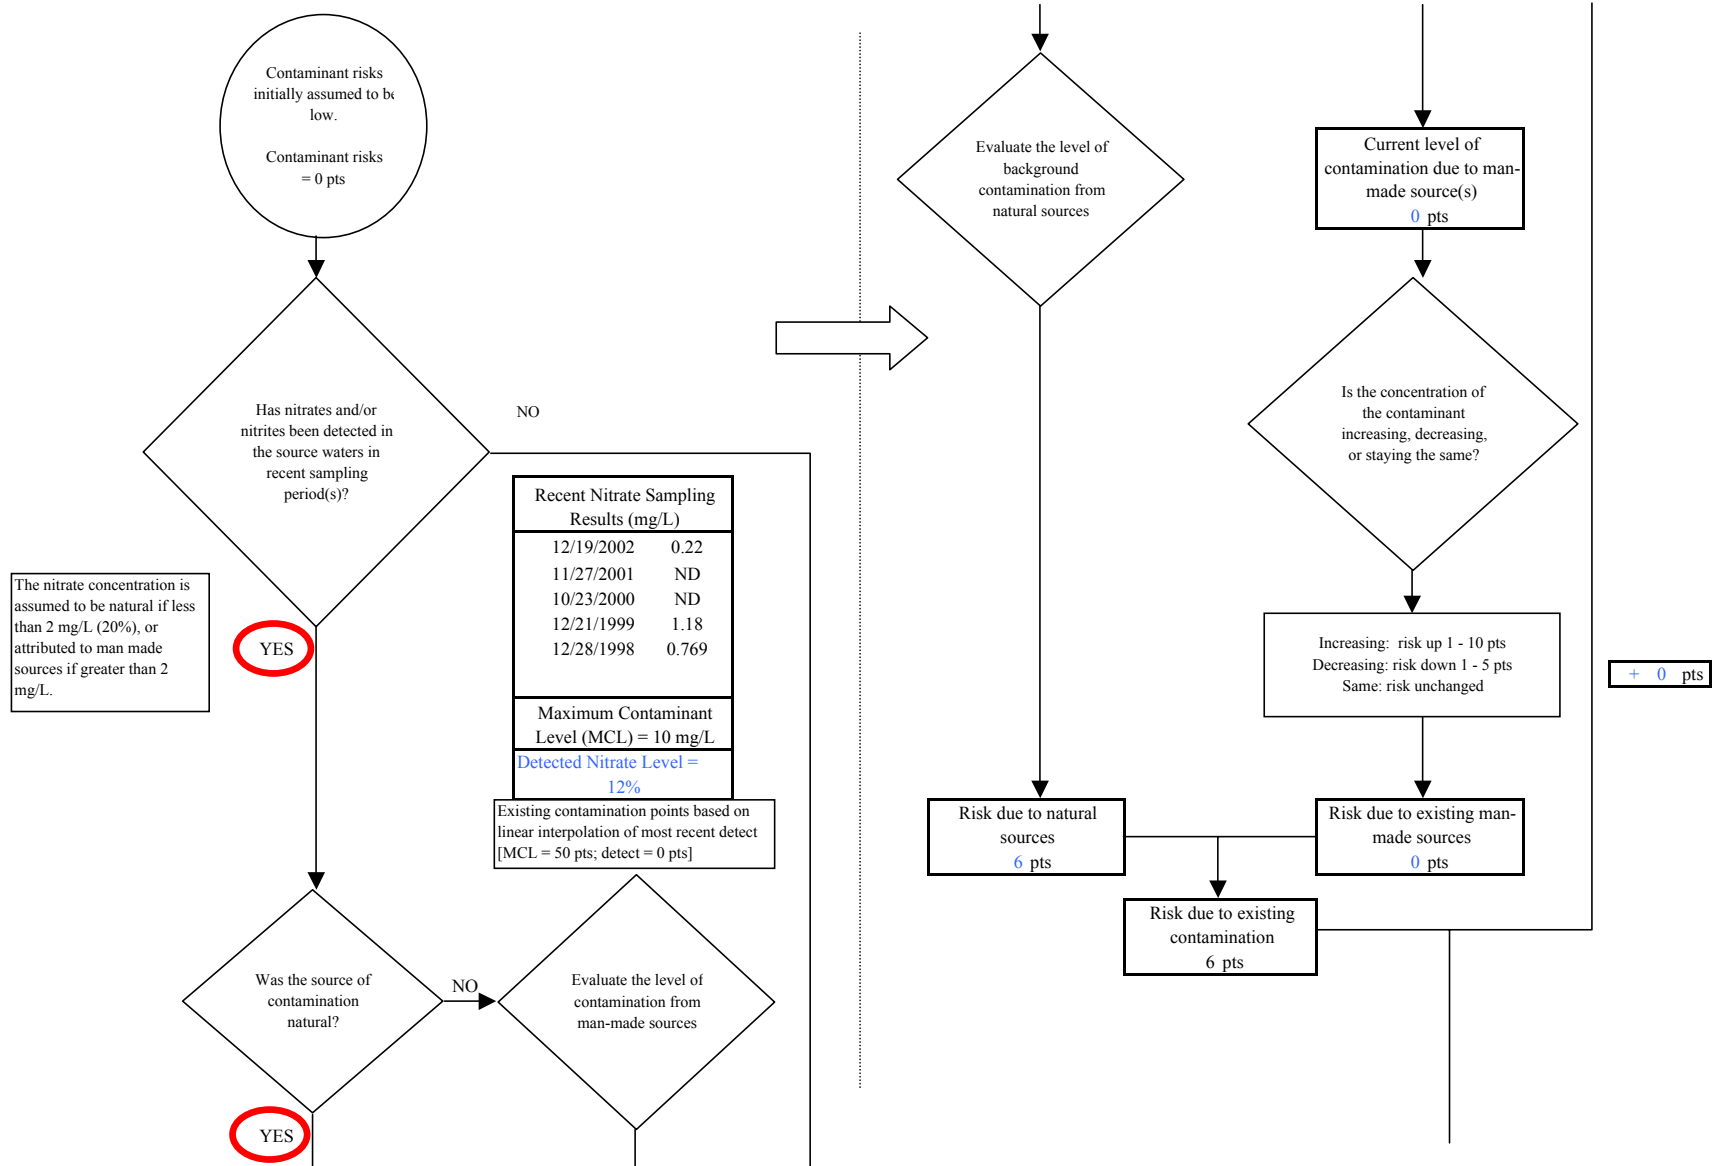 Contaminant risks
initially assumed to be
low.
Contaminant risks
= 0 pts
Has nitrates and/or
nitrites been detected in
the source waters in
recent sampling
period(s)?
NO
Recent Nitrate Sampling
Results (mg/L)
12/19/2002 0.22
11/27/2001 ND
10/23/2000 ND
12/21/1999 1.18
12/28/1998 0.769
Maximum Contaminant
Level (MCL) = 10 mg/L
Detected Nitrate Level =
12%
Existing contamination points based on
linear interpolation of most recent detect
[MCL = 50 pts; detect = 0 pts]
The nitrate concentration is
assumed to be natural if less
than 2 mg/L (20%), or
attributed to man made
sources if greater than 2
mg/L.
YES
Was the source of
contamination
natural?
NO
Evaluate the level of
contamination from
man-made sources
YES
Evaluate the level of
background
contamination from
natural sources
Current level of
contamination due to man-
made source(s)
0 pts
Is the concentration of
the contaminant
increasing, decreasing,
or staying the same?
Increasing: risk up 1 - 10 pts
Decreasing: risk down 1 - 5 pts
Same: risk unchanged
+ 0 pts
Risk due to natural
sources
6 pts
Risk due to existing man-
made sources
0 pts
Risk due to existing
contamination
6 pts